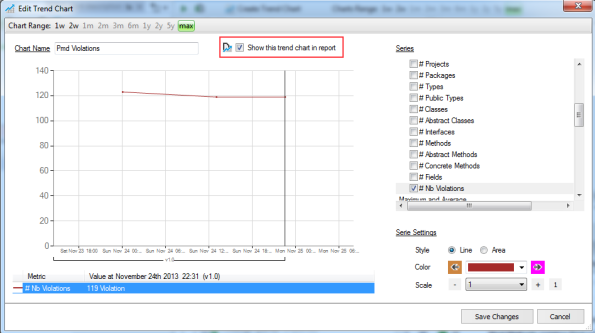 Edit Trend Chart
Create Trend Chart
Chart Range: 1w 2w 1m 2m 3m 6m 1y 2y 5y max
Chart Name Pmd Violations
Show this trend chart in report
Series
# Projects
# Packages
# Types
# Public Types
# Classes
# Abstract Classes
# Interfaces
# Methods
# Abstract Methods
# Concrete Methods
# Fields
# Nb Violations
Maximum and Average
140
120
100
80
60
40
20
0
Sat Nov 23 18:00 Sun Nov 24 00: Sun Nov 24 06: Sun Nov 24 12: Sun Nov 24 18: Mon Nov 25 00: Mon Nov 25 06:
v1.0
Metric Value at November 24th 2013 22:31 (v1.0)
# Nb Violations 119 Violation
Serie Settings
Style Line Area
Color
Scale - 1 + 1
Save Changes Cancel